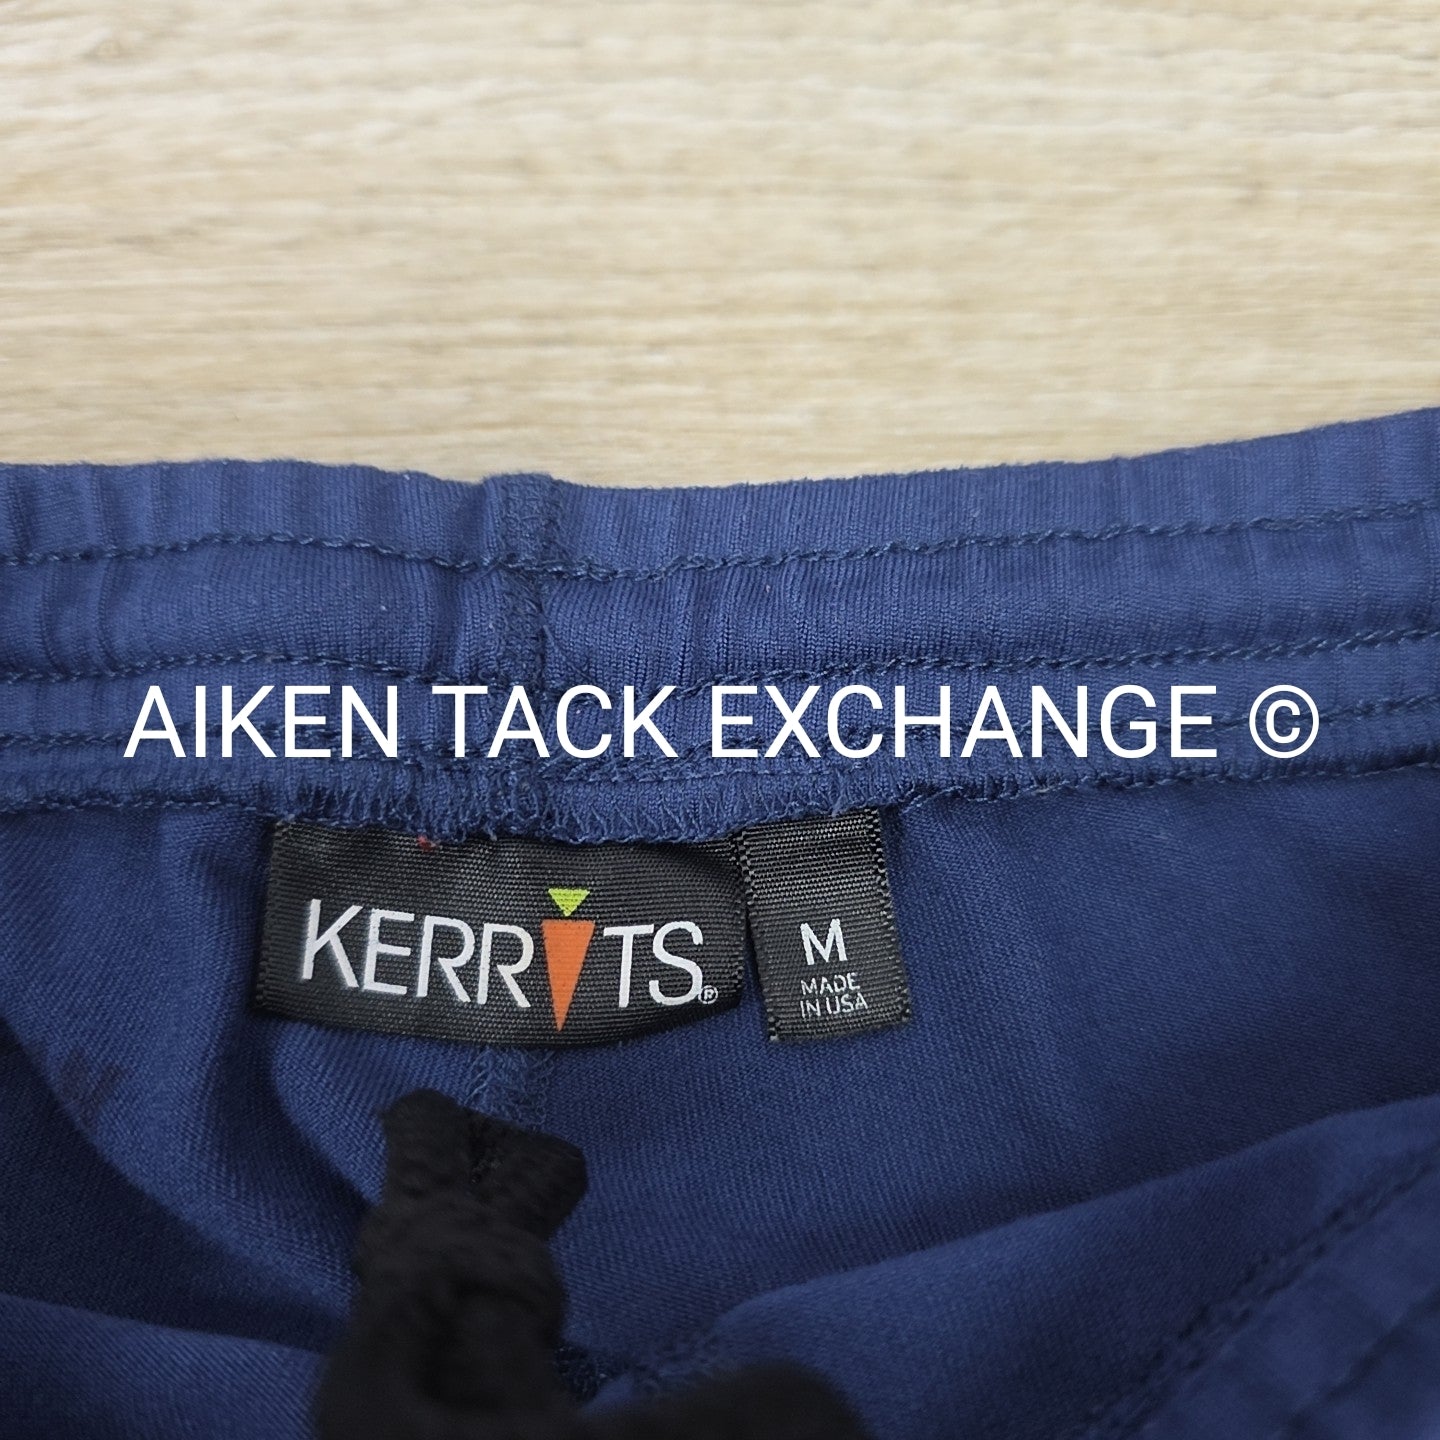 AIKEN TACK EXCHANGE ©
KERRITS®
M
MADE
IN USA